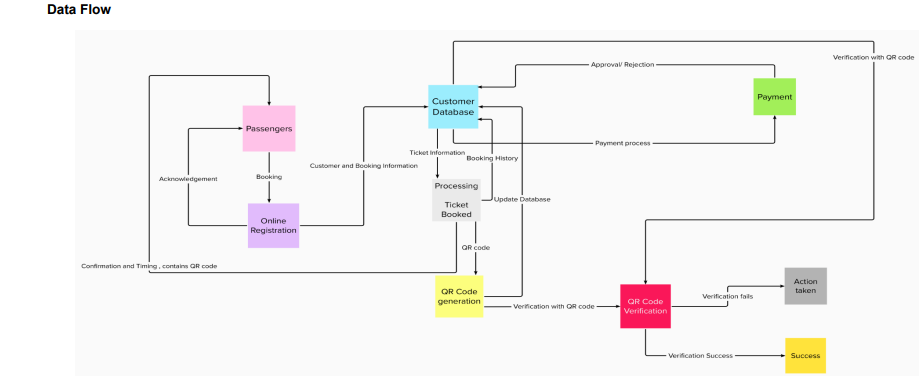 Data Flow
Verification with QR code
Approval/ Rejection
Payment
Customer
Database
Passengers
Payment process
Ticket Information
Booking History
Customer and Booking Information
Acknowledgement
Booking
Processing
Ticket
Booked
Update Database
Online
Registration
QR code
Confirmation and Timing , contains QR code
QR Code
generation
Verification with QR code
QR Code
Verification
Verification fails
Action
taken
Verification Success
Success